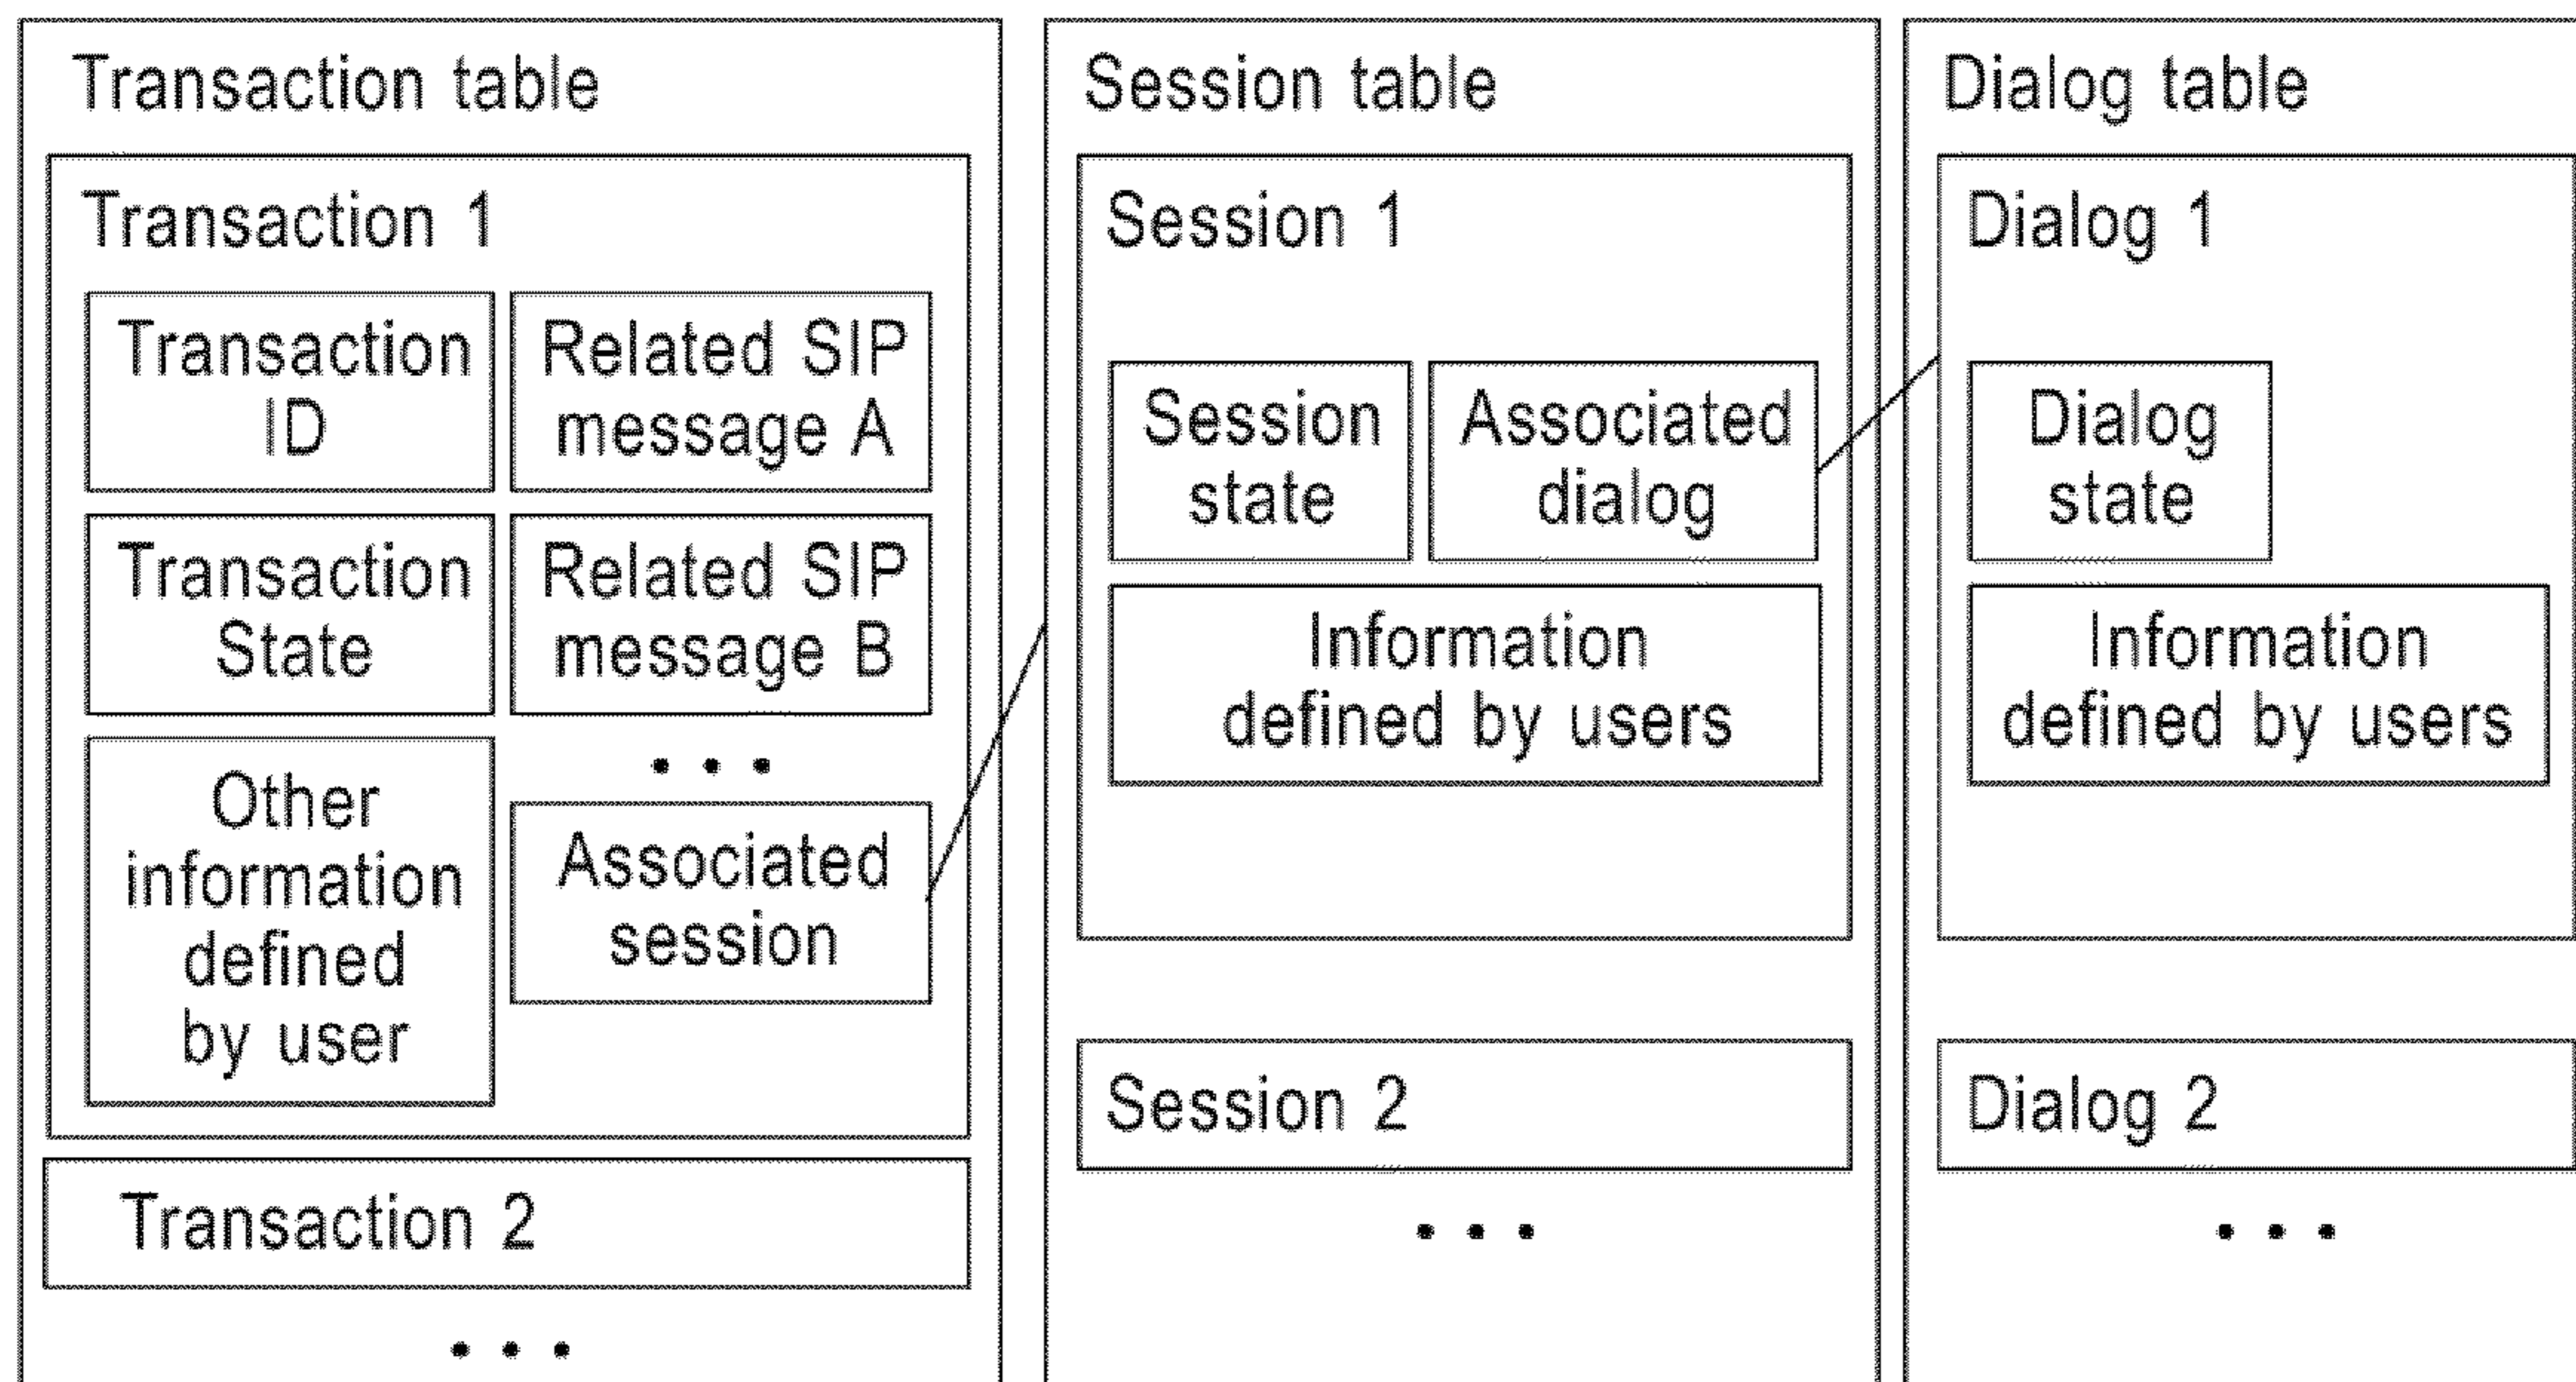 Transaction table
Transaction 1
Transaction
ID
Related SIP
message A
Transaction
State
Related SIP
message B
Other
information
defined
by user
• • •
Associated
session
Transaction 2
• • •
Session table
Session 1
Session
state
Associated
dialog
Information
defined by users
Session 2
• • •
Dialog table
Dialog 1
Dialog
state
Information
defined by users
Dialog 2
• • •